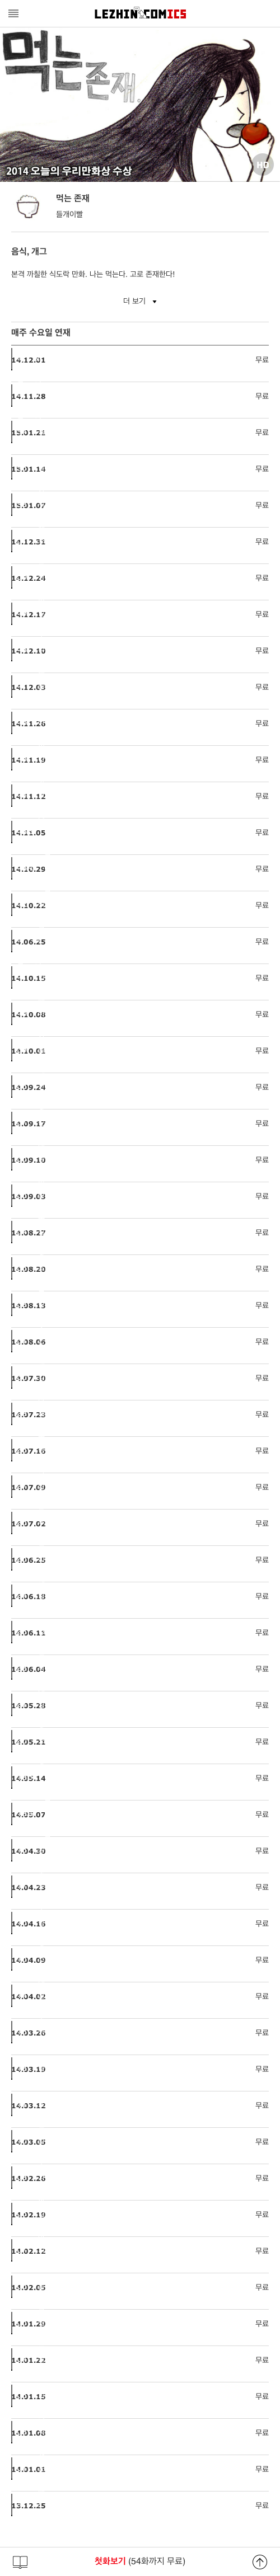 LEZHIN COMICS
먹는 존재.
2014 오늘의 우리만화상 수상
HD
먹는 존재
들개이빨
음식, 개그
본격 까칠한 식도락 만화. 나는 먹는다. 고로 존재한다!
더 보기 ▼
매주 수요일 연재
14.12.01 무료
14.11.28 무료
15.01.21 무료
15.01.14 무료
15.01.07 무료
14.12.31 무료
14.12.24 무료
14.12.17 무료
14.12.10 무료
14.12.03 무료
14.11.26 무료
14.11.19 무료
14.11.12 무료
14.11.05 무료
14.10.29 무료
14.10.22 무료
14.06.25 무료
14.10.15 무료
14.10.08 무료
14.10.01 무료
14.09.24 무료
14.09.17 무료
14.09.10 무료
14.09.03 무료
14.08.27 무료
14.08.20 무료
14.08.13 무료
14.08.06 무료
14.07.30 무료
14.07.23 무료
14.07.16 무료
14.07.09 무료
14.07.02 무료
14.06.25 무료
14.06.18 무료
14.06.11 무료
14.06.04 무료
14.05.28 무료
14.05.21 무료
14.05.14 무료
14.05.07 무료
14.04.30 무료
14.04.23 무료
14.04.16 무료
14.04.09 무료
14.04.02 무료
14.03.26 무료
14.03.19 무료
14.03.12 무료
14.03.05 무료
14.02.26 무료
14.02.19 무료
14.02.12 무료
14.02.05 무료
14.01.29 무료
14.01.22 무료
14.01.15 무료
14.01.08 무료
14.01.01 무료
13.12.25 무료
첫화보기 (54화까지 무료)